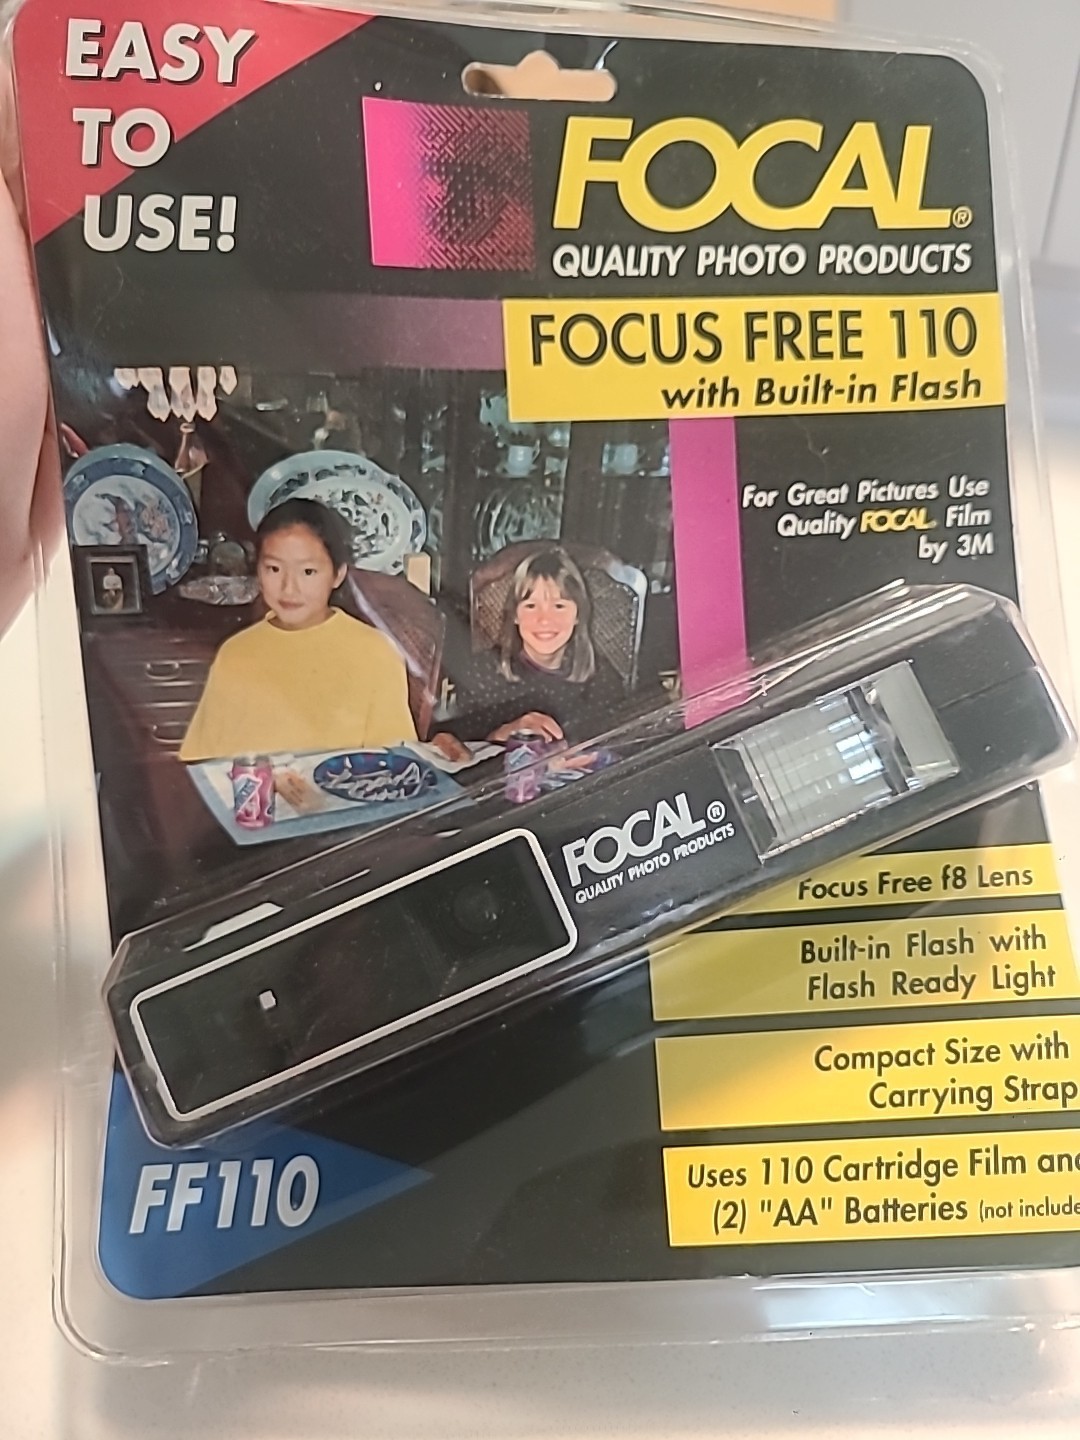 EASY
TO
USE!
FOCAL®
QUALITY PHOTO PRODUCTS
FOCUS FREE 110
with Built-in Flash
For Great Pictures Use
Quality FOCAL® Film
by 3M
FOCAL®
QUALITY PHOTO PRODUCTS
Focus Free f8 Lens
Built-in Flash with
Flash Ready Light
Compact Size with
Carrying Strap
Uses 110 Cartridge Film and
(2) "AA" Batteries (not include
FF110